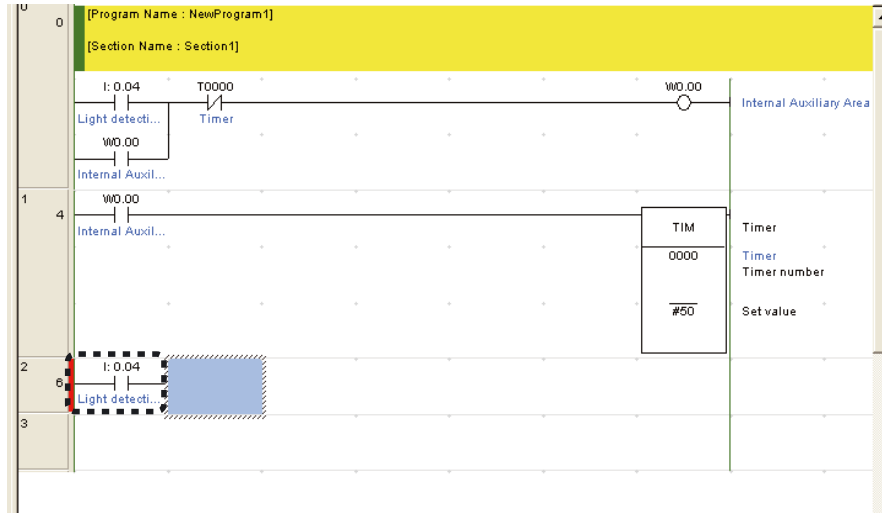 0
0
[Program Name : NewProgram1]
[Section Name : Section1]
I: 0.04
T0000
W0.00
Light detecti...
Timer
Internal Auxiliary Area
W0.00
Internal Auxil...
1
4
W0.00
Internal Auxil...
TIM
Timer
0000
Timer
Timer number
#50
Set value
2
6
I: 0.04
Light detecti...
3